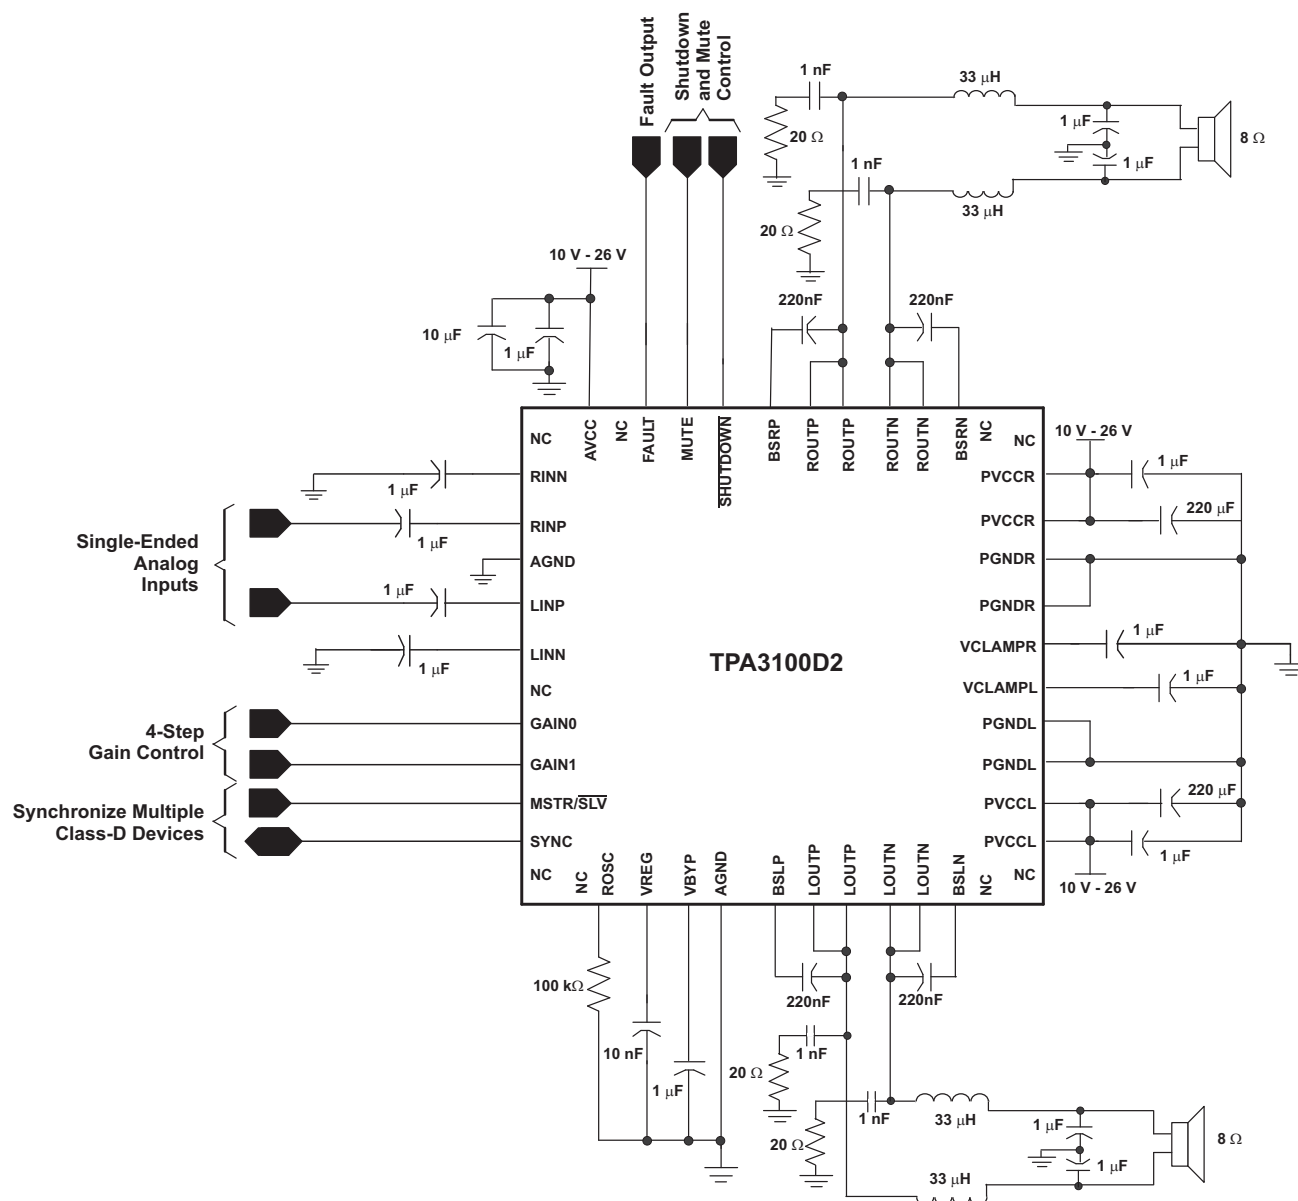 Fault Output
Shutdown
and Mute
Control
1 nF
33 μH
20 Ω
1 μF
8 Ω
1 nF
1 μF
33 μH
20 Ω
10 V - 26 V
220nF
220nF
10 μF
1 μF
NC
AVCC
NC
FAULT
MUTE
SHUTDOWN
BSRP
ROUTP
ROUTP
ROUTN
ROUTN
BSRN
NC
NC
10 V - 26 V
RINN
1 μF
PVCCR
1 μF
Single-Ended
Analog
Inputs
RINP
1 μF
PVCCR
220 μF
AGND
PGNDR
1 μF
LINP
PGNDR
LINN
1 μF
TPA3100D2
VCLAMPR
1 μF
NC
VCLAMPL
1 μF
4-Step
Gain Control
GAIN0
PGNDL
GAIN1
PGNDL
Synchronize Multiple
Class-D Devices
MSTR/SLV
PVCCL
220 μF
SYNC
PVCCL
1 μF
NC
NC
ROSC
VREG
VBYP
AGND
BSLP
LOUTP
LOUTP
LOUTN
LOUTN
BSLN
NC
NC
10 V - 26 V
100 kΩ
220nF
220nF
10 nF
1 nF
20 Ω
1 μF
1 nF
33 μH
1 μF
8 Ω
20 Ω
1 μF
33 μH